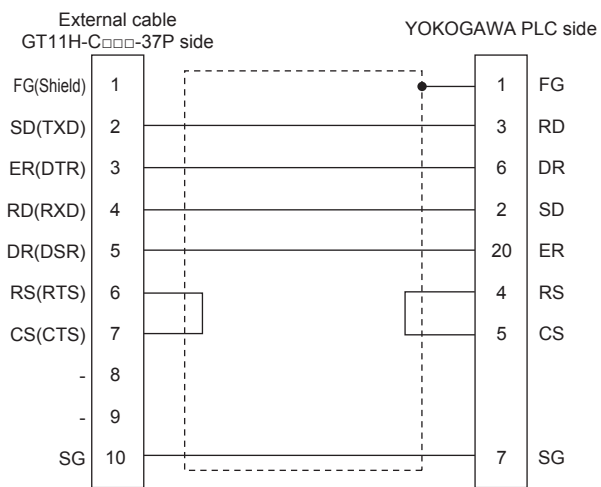 External cable
GT11H-C□□□-37P side
YOKOGAWA PLC side
FG(Shield) 1 1 FG
SD(TXD) 2 3 RD
ER(DTR) 3 6 DR
RD(RXD) 4 2 SD
DR(DSR) 5 20 ER
RS(RTS) 6 4 RS
CS(CTS) 7 5 CS
- 8
- 9
SG 10 7 SG